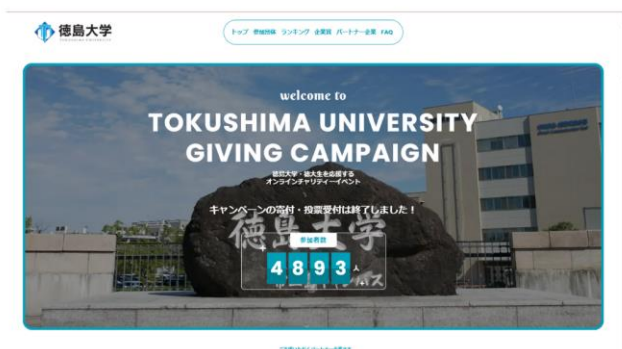 徳島大学
トップ 参加団体 ランキング 企業賞 パートナー企業 FAQ
welcome to
TOKUSHIMA UNIVERSITY
GIVING CAMPAIGN
徳島大学・徳大生を応援する
オンラインチャリティーイベント
キャンペーンの寄付・投票受付は終了しました！
徳島大学
参加者数
4893人